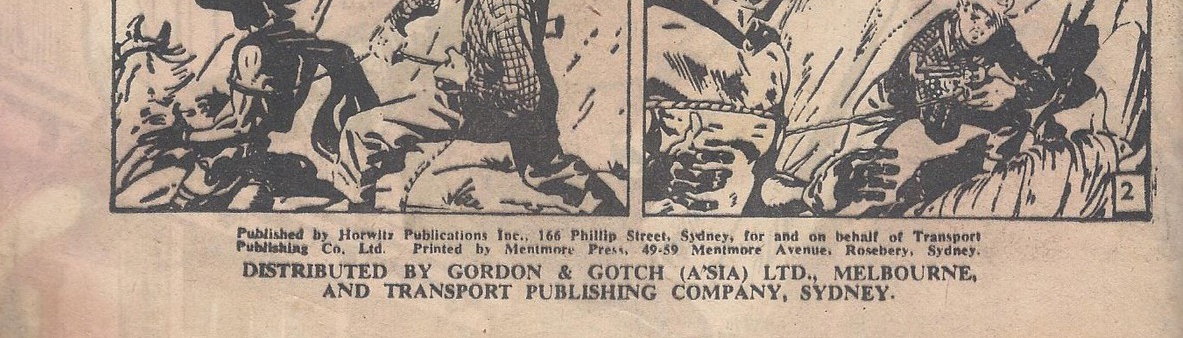 2
Published by Horwitz Publications Inc., 166 Phillip Street, Sydney, for and on behalf of Transport
Publishing Co. Ltd. Printed by Mentmore Press, 49-59 Mentmore Avenue, Rosebery, Sydney.
DISTRIBUTED BY GORDON & GOTCH (A'SIA) LTD., MELBOURNE,
AND TRANSPORT PUBLISHING COMPANY, SYDNEY.